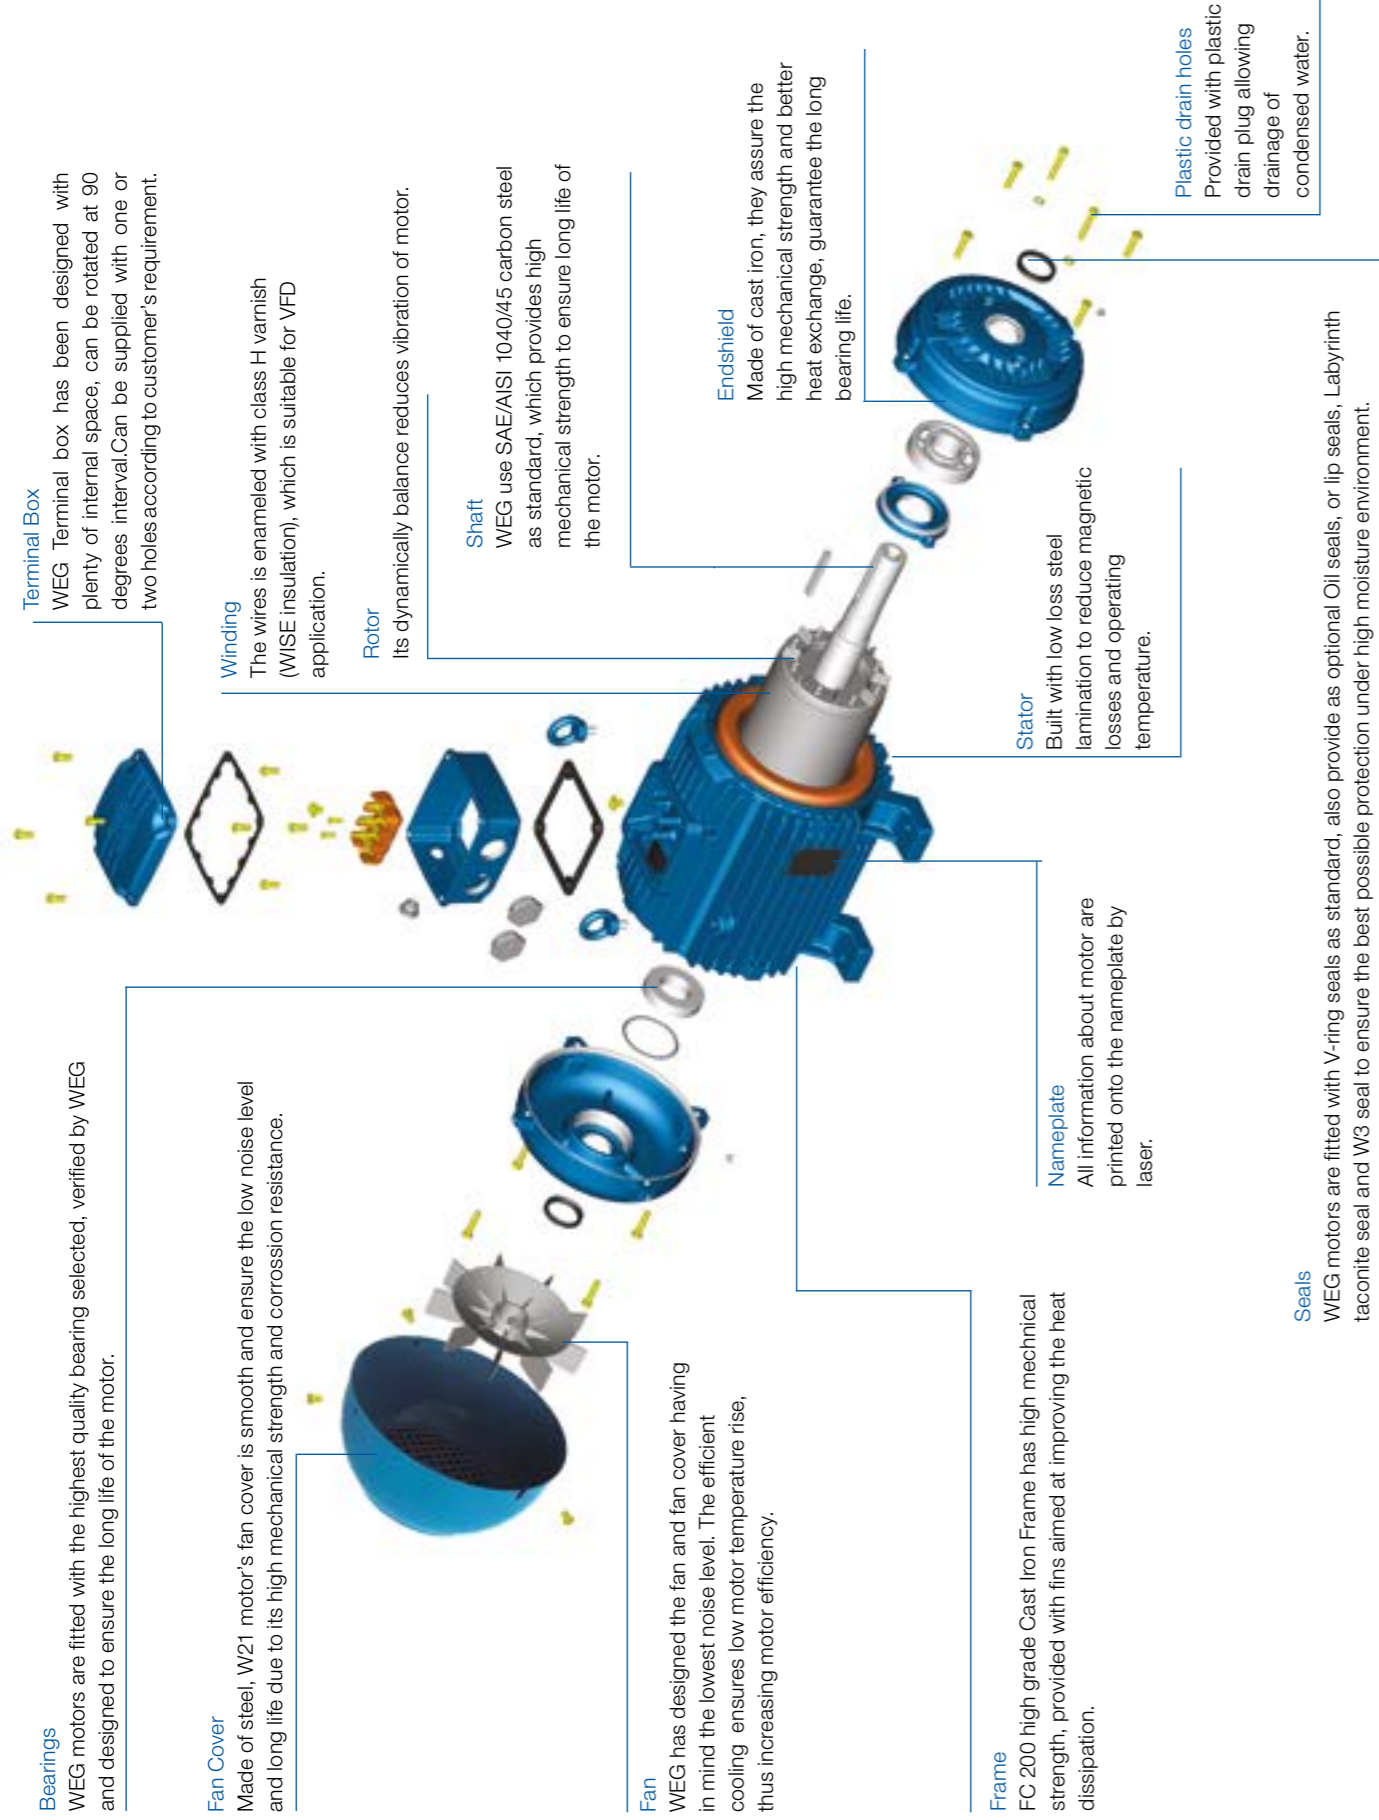 Bearings
WEG motors are fitted with the highest quality bearing selected, verified by WEG
and designed to ensure the long life of the motor.
Fan Cover
Made of steel, W21 motor's fan cover is smooth and ensure the low noise level
and long life due to its high mechanical strength and corrossion resistance.
Fan
WEG has designed the fan and fan cover having
in mind the lowest noise level. The efficient
cooling ensures low motor temperature rise,
thus increasing motor efficiency.
Frame
FC 200 high grade Cast Iron Frame has high mechnical
strength, provided with fins aimed at improving the heat
dissipation.
Nameplate
All information about motor are
printed onto the nameplate by
laser.
Terminal Box
WEG Terminal box has been designed with
plenty of internal space, can be rotated at 90
degrees interval.Can be supplied with one or
two holes according to customer's requirement.
Winding
The wires is enameled with class H varnish
(WISE insulation), which is suitable for VFD
application.
Rotor
Its dynamically balance reduces vibration of motor.
Shaft
WEG use SAE/AISI 1040/45 carbon steel
as standard, which provides high
mechanical strength to ensure long life of
the motor.
Endshield
Made of cast iron, they assure the
high mechanical strength and better
heat exchange, guarantee the long
bearing life.
Stator
Built with low loss steel
lamination to reduce magnetic
losses and operating
temperature.
Plastic drain holes
Provided with plastic
drain plug allowing
drainage of
condensed water.
Seals
WEG motors are fitted with V-ring seals as standard, also provide as optional Oil seals, or lip seals, Labyrinth
taconite seal and W3 seal to ensure the best possible protection under high moisture environment.